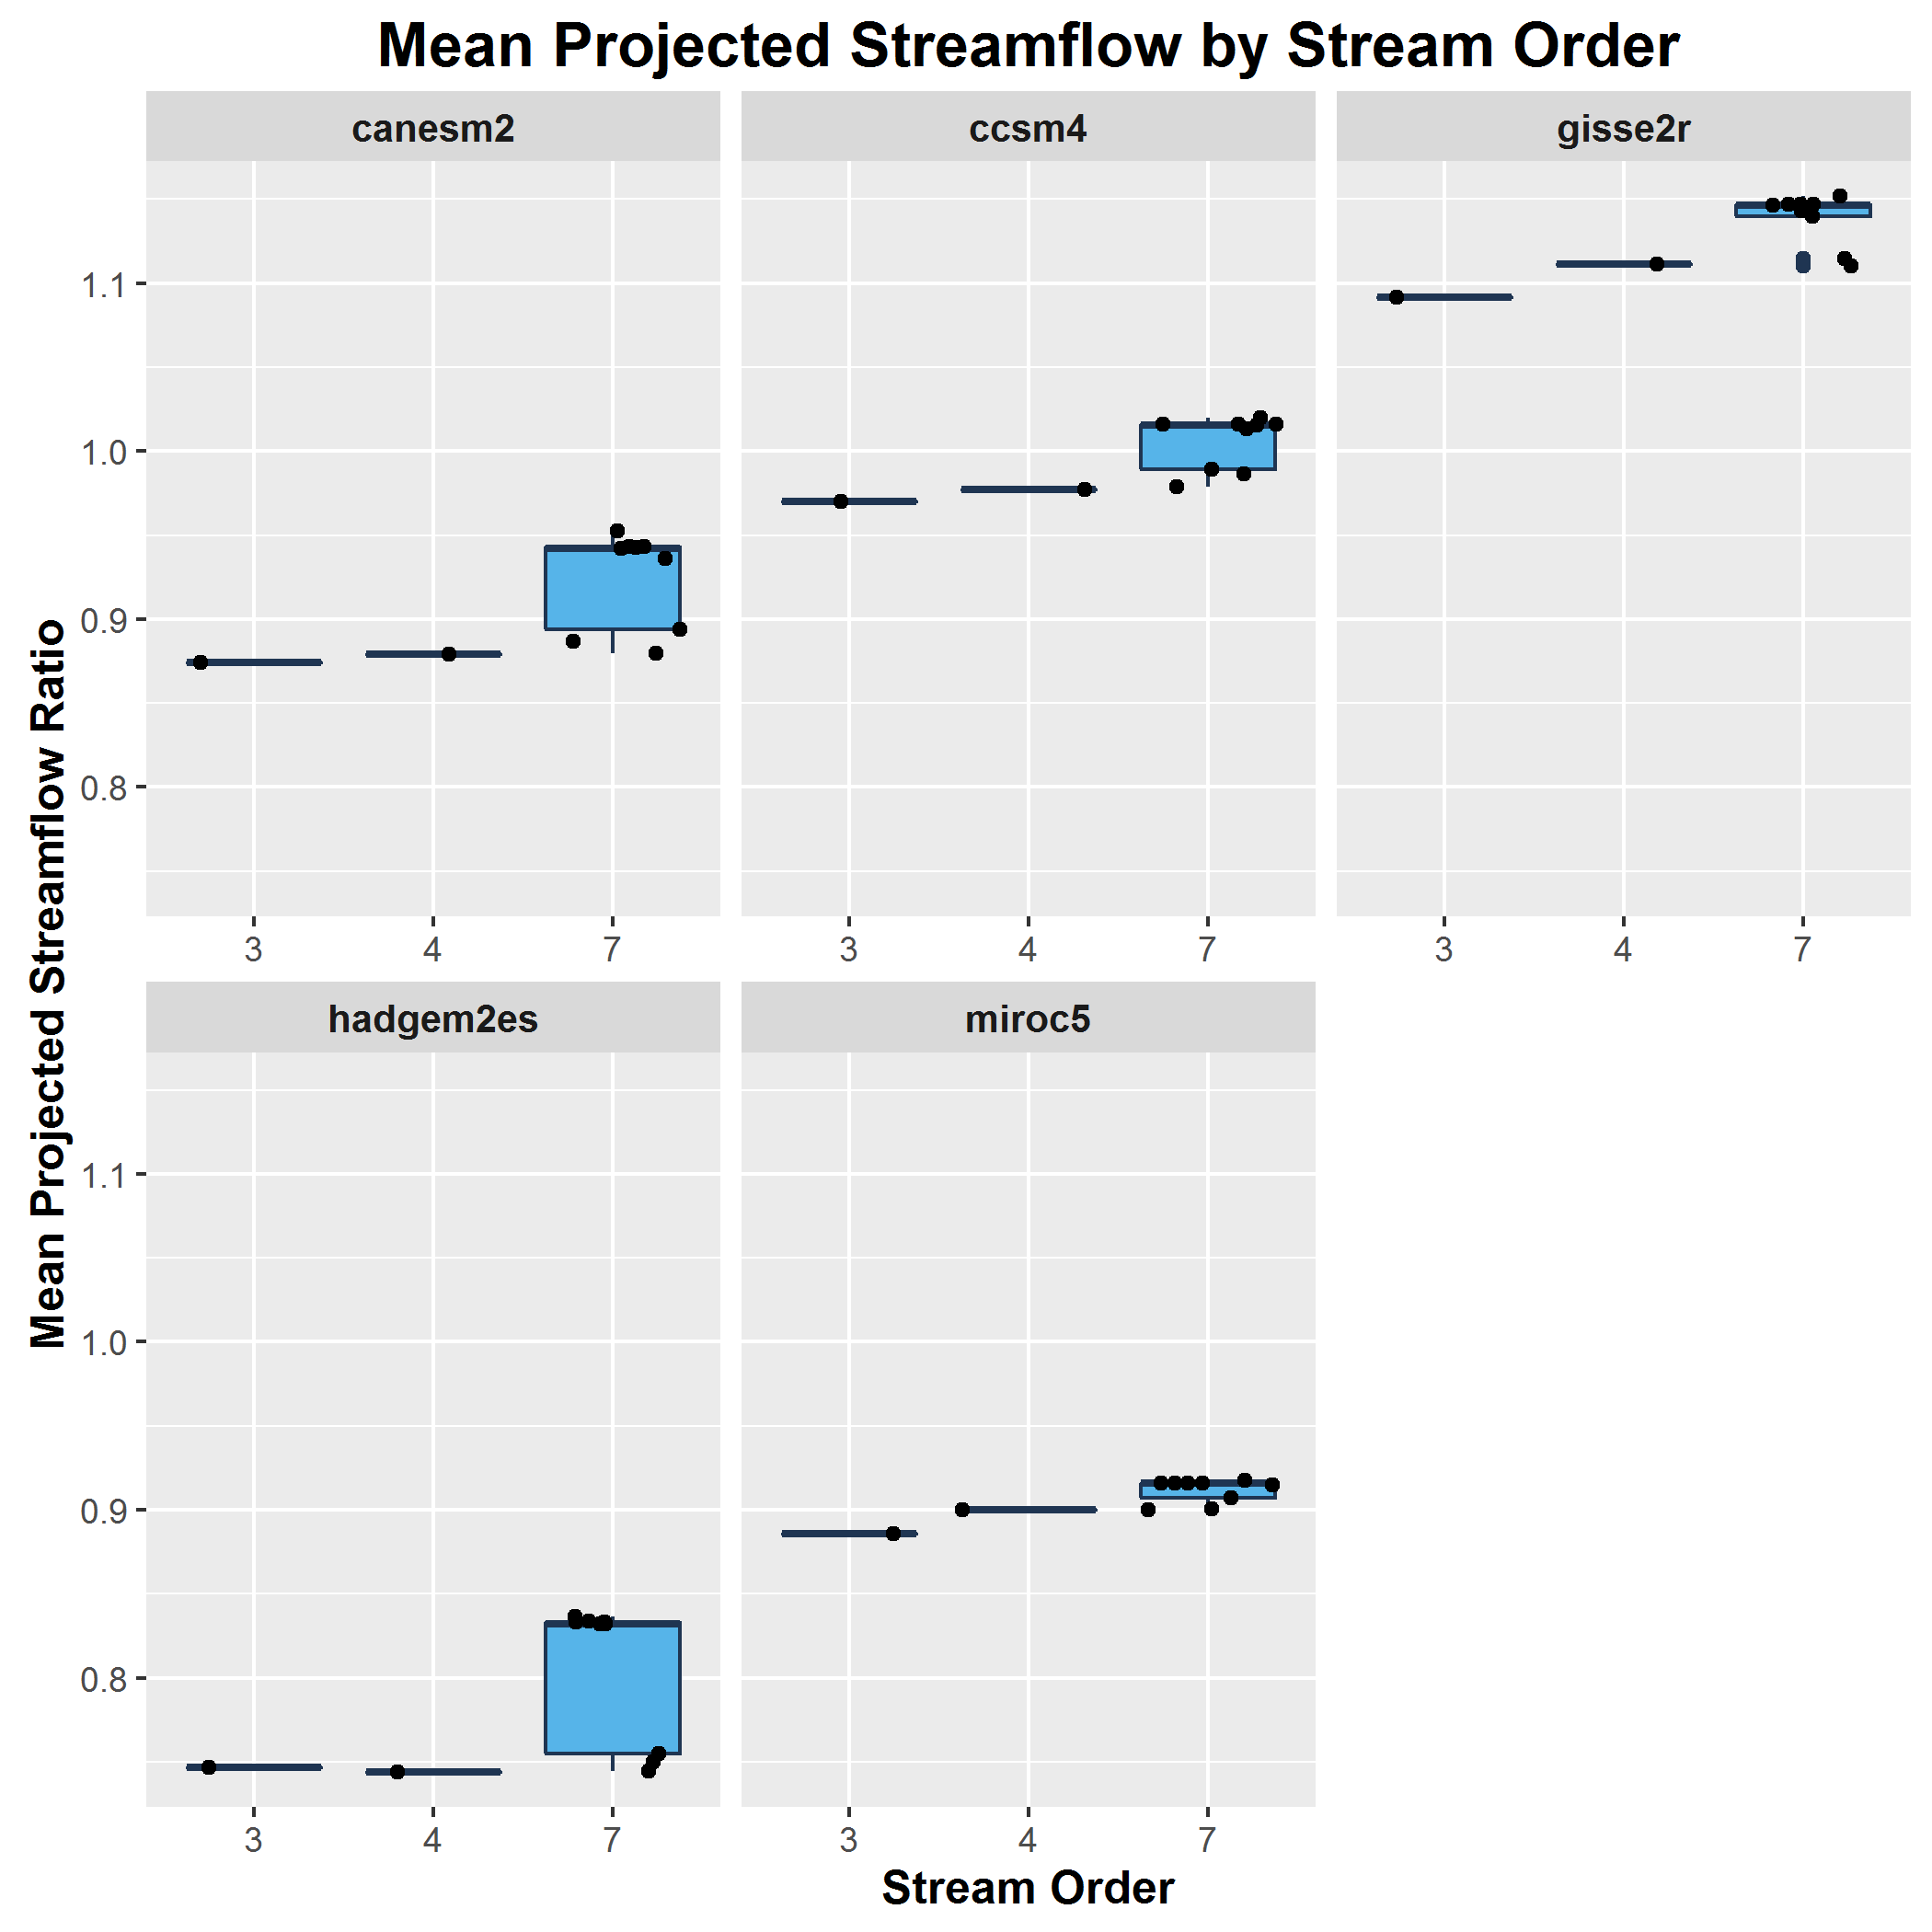 Mean Projected Streamflow by Stream Order
canesm2 ccsm4 gisse2r
1.1
1.0
0.9
0.8
3 4 7 3 4 7 3 4 7
Mean Projected Streamflow Ratio
hadgem2es miroc5
1.1
1.0
0.9
0.8
3 4 7 3 4 7
Stream Order